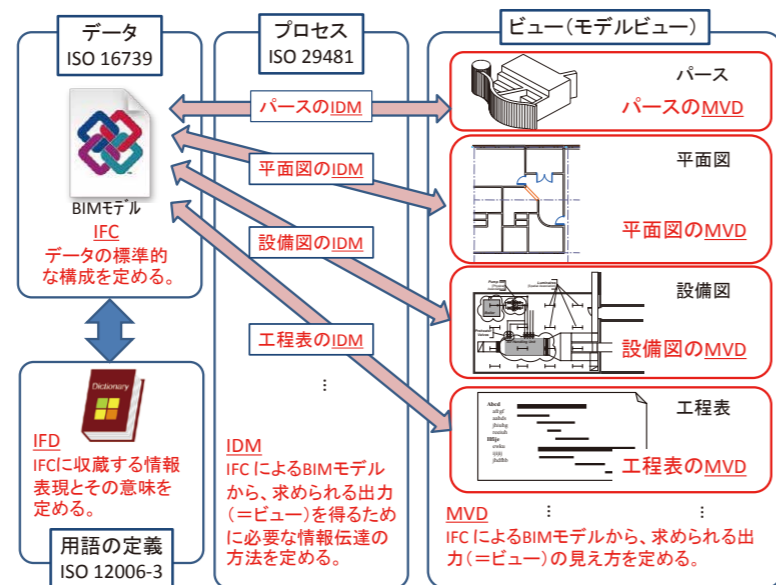 データ
ISO 16739
BIMモデル
IFC
データの標準的
な構成を定める。
Dictionary
IFD
IFCに収蔵する情報
表現とその意味を
定める。
用語の定義
ISO 12006-3
プロセス
ISO 29481
パースのIDM
平面図のIDM
設備図のIDM
工程表のIDM
⋮
IDM
IFC によるBIMモデル
から、求められる出力
(=ビュー)を得るため
に必要な情報伝達の
方法を定める。
ビュー(モデルビュー)
パース
パースのMVD
平面図
平面図のMVD
設備図
設備図のMVD
工程表
Abcd
工程表のMVD
⋮
⋮
MVD
IFC によるBIMモデルから、求められる出
力(=ビュー)の見え方を定める。